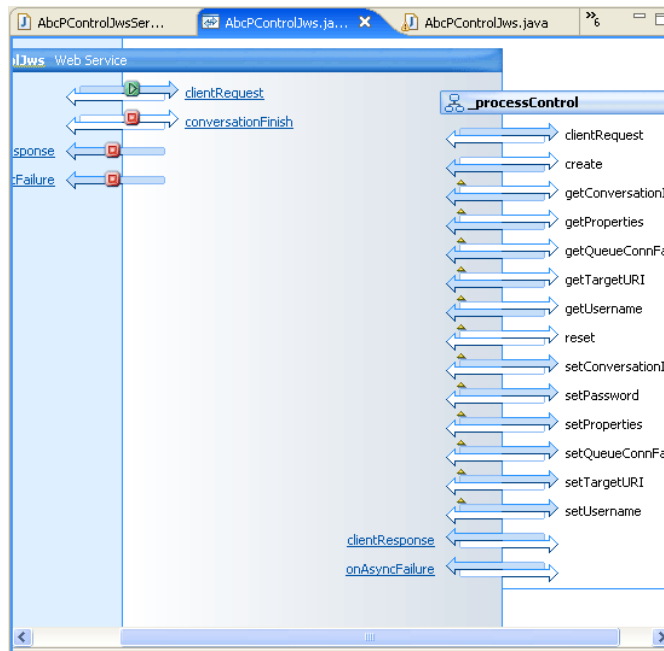 AbcPControlJwsSer...
AbcPControlJws.ja...
AbcPControlJws.java
»6
lJws Web Service
clientRequest
conversationFinish
sponse
cFailure
_processControl
clientRequest
create
getConversationI
getProperties
getQueueConnFa
getTargetURI
getUsername
reset
setConversationI
setPassword
setProperties
setQueueConnFa
setTargetURI
setUsername
clientResponse
onAsyncFailure